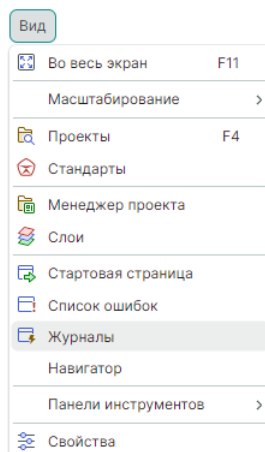 Вид
Во весь экран F11
Масштабирование
Проекты F4
Стандарты
Менеджер проекта
Слои
Стартовая страница
Список ошибок
Журналы
Навигатор
Панели инструментов
Свойства